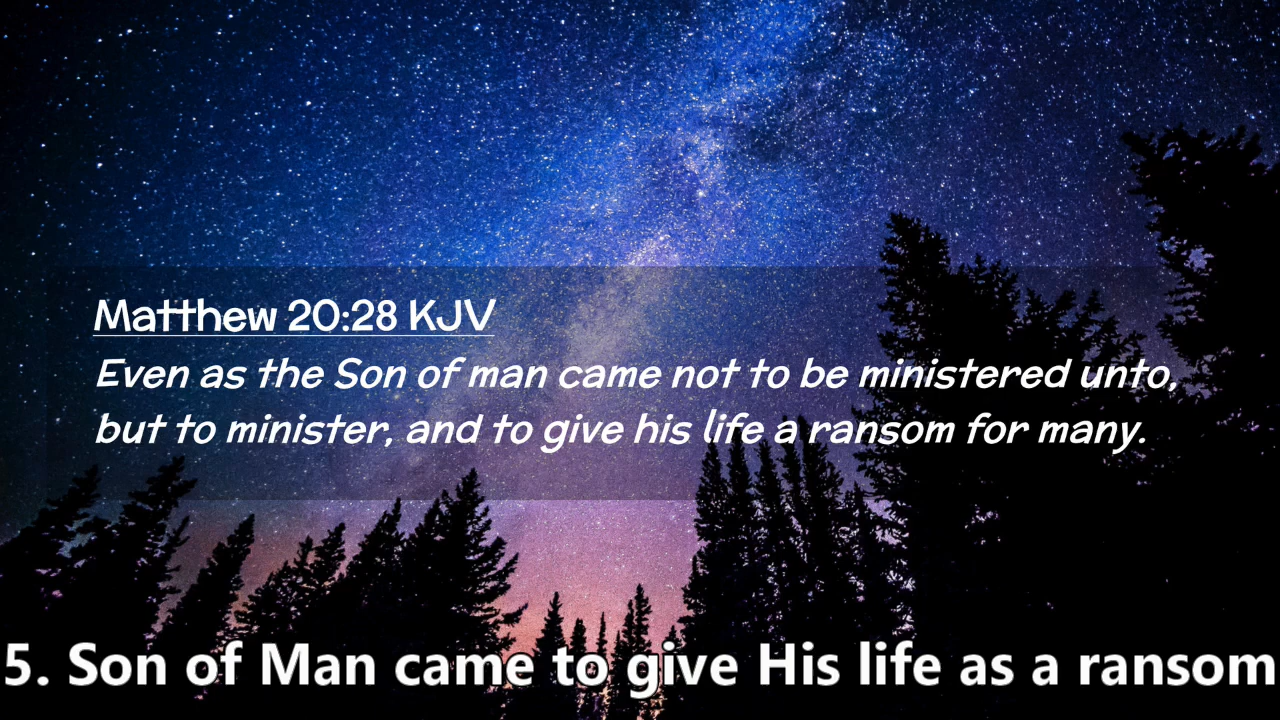 Matthew 20:28 KJV
Even as the Son of man came not to be ministered unto,
but to minister, and to give his life a ransom for many.
5. Son of Man came to give His life as a ransom